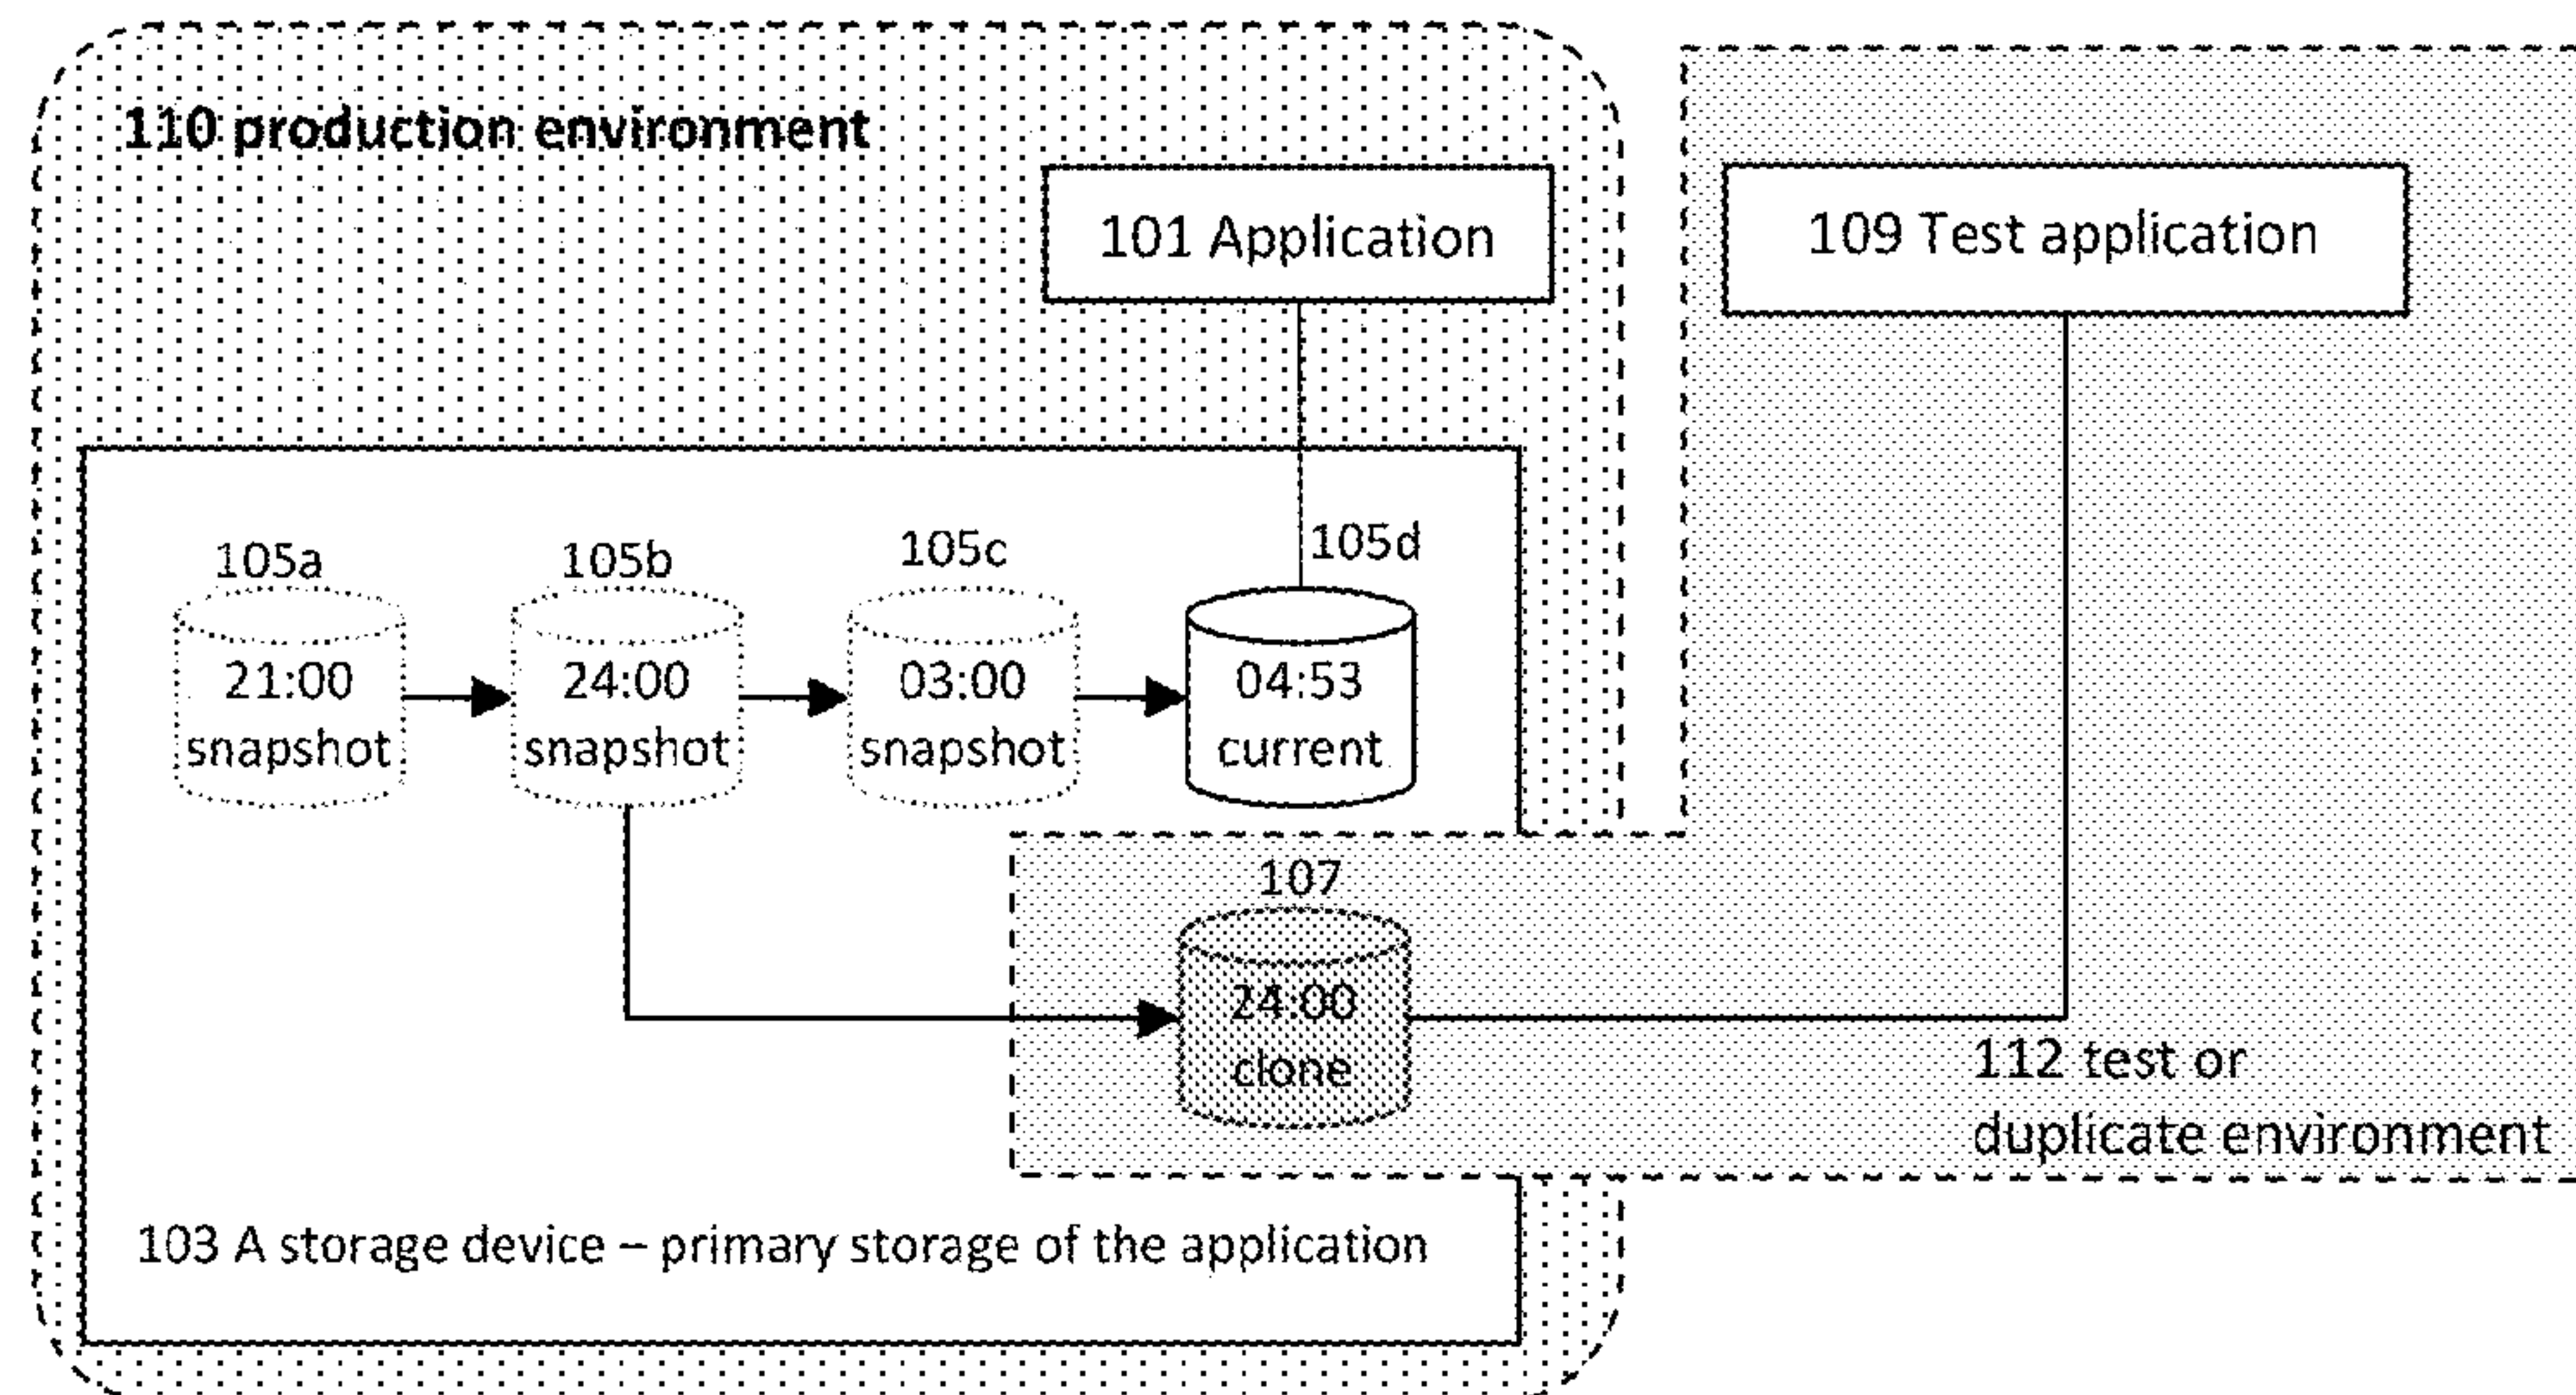 110 production environment
101 Application
109 Test application
105a
105b
105c
105d
21:00
snapshot
24:00
snapshot
03:00
snapshot
04:53
current
107
24:00
clone
112 test or
duplicate environment
103 A storage device – primary storage of the application